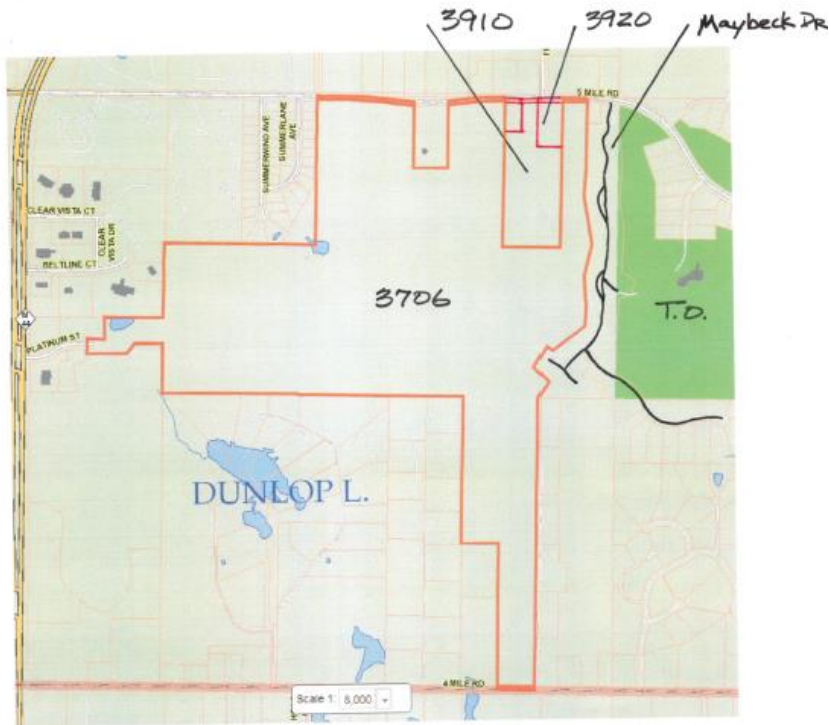 3910
3920
Maybeck Dr
5 MILE RD
SUMMERWIND AVE
SUMMERLANE AVE
CLEAR VISTA CT
CLEAR VISTA DR
BELTLINE CT
3706
T.O.
PLATINUM ST
DUNLOP L.
4 MILE RD
Scale 1: 8,000